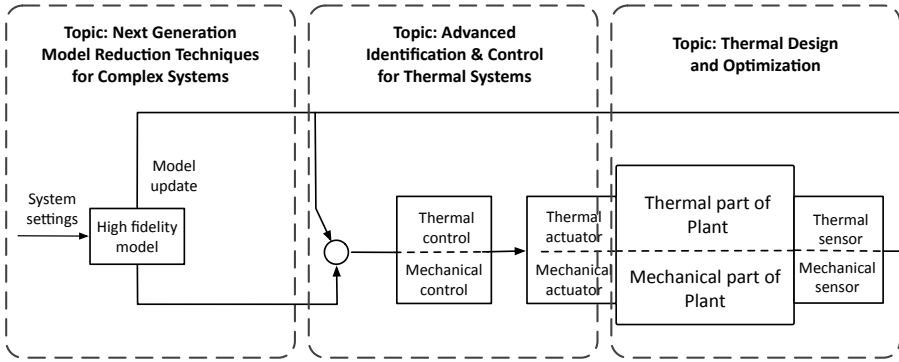 Topic: Next Generation
Model Reduction Techniques
for Complex Systems
Topic: Advanced
Identification & Control
for Thermal Systems
Topic: Thermal Design
and Optimization
Model
update
System
settings
High fidelity
model
Thermal
control
Mechanical
control
Thermal
actuator
Mechanical
actuator
Thermal part of
Plant
Mechanical part of
Plant
Thermal
sensor
Mechanical
sensor